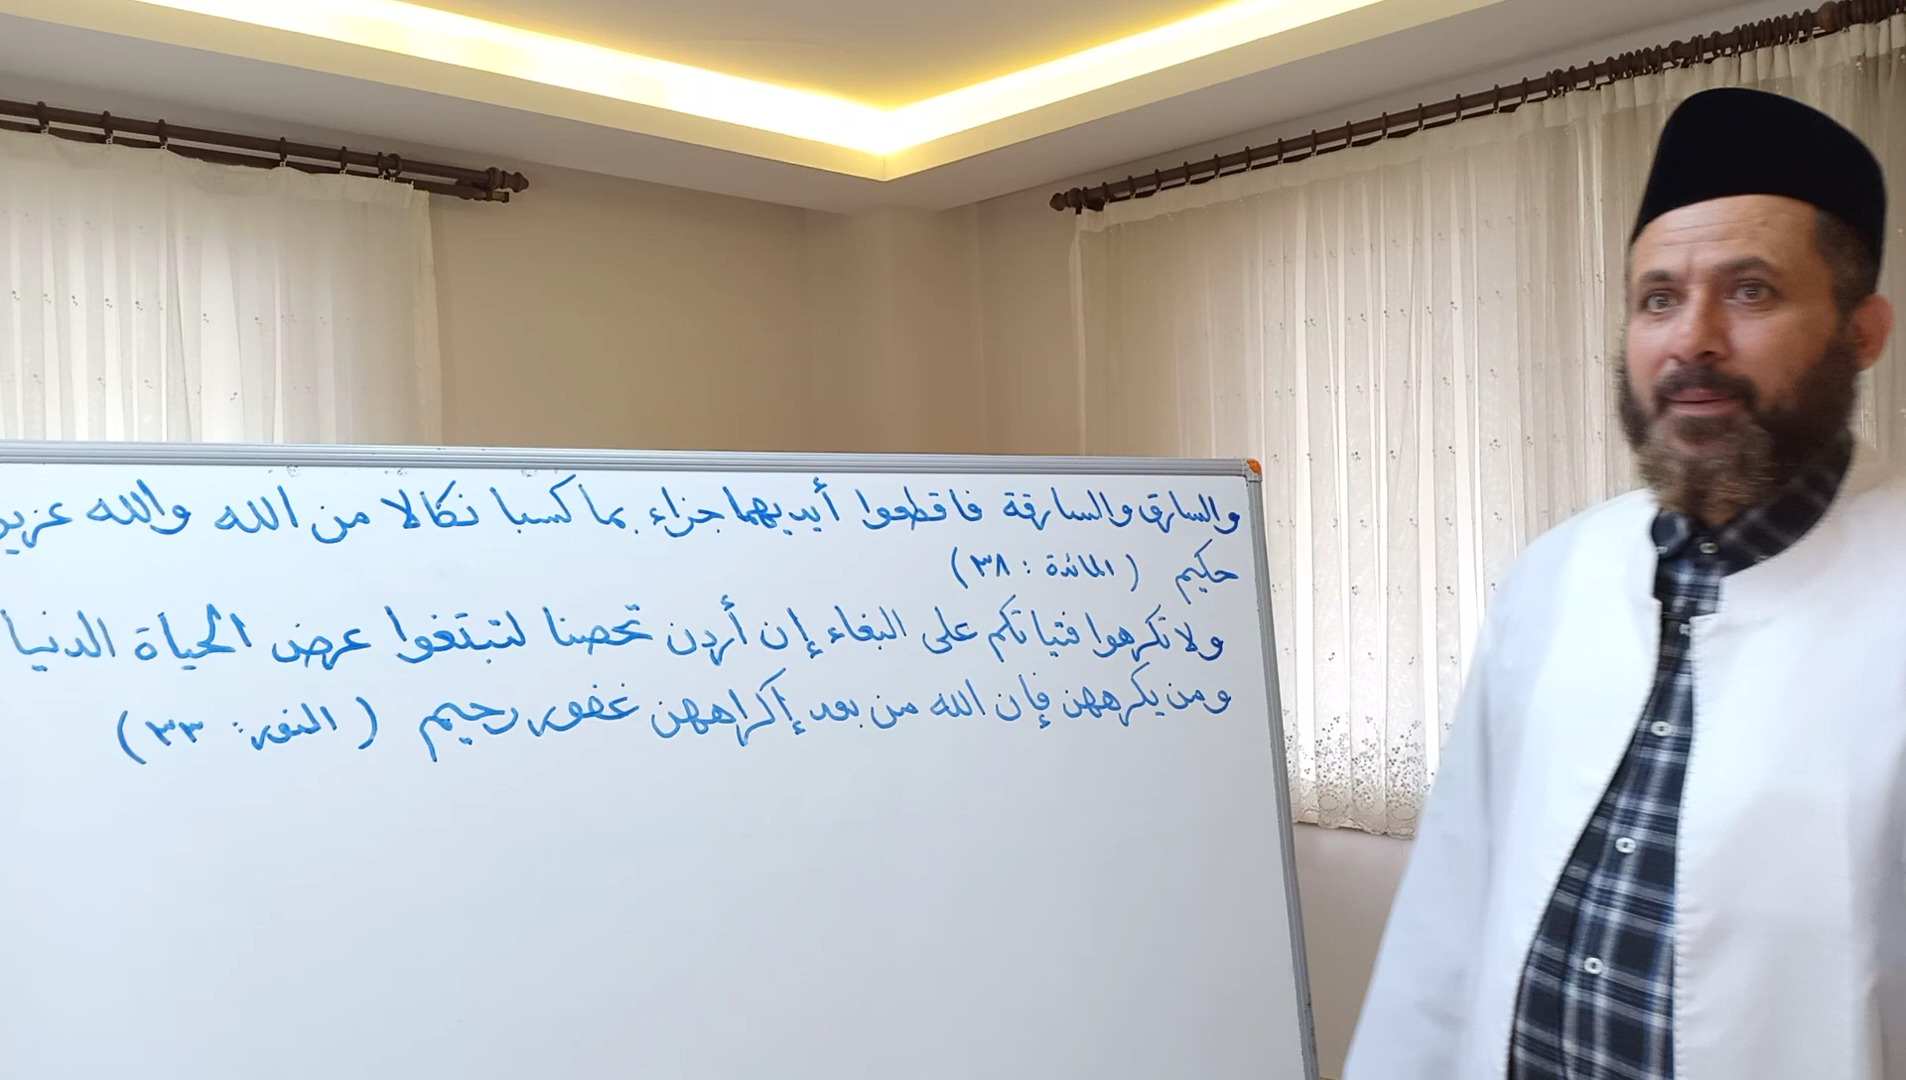 والسارق والسارقة فاقطعوا أيديهما جزاء بما كسبا نكالا من الله والله عزيز
حكيم (المائدة : ٣٨)
ولا تكرهوا فتياتكم على البغاء إن أردن تحصنا لتبتغوا عرض الحياة الدنيا
ومن يكرههن فإن الله من بعد إكراههن غفور رحيم (النور: ٣٣)